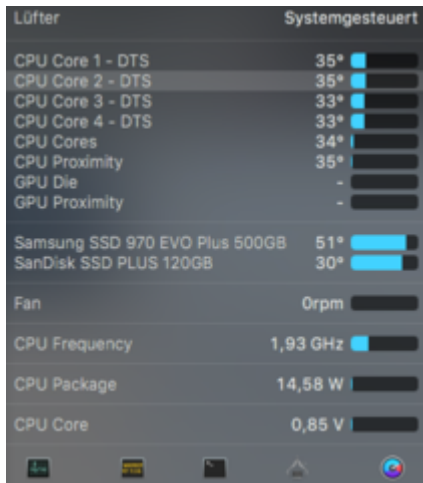 Lüfter Systemgesteuert
CPU Core 1 - DTS 35°
CPU Core 2 - DTS 35°
CPU Core 3 - DTS 33°
CPU Core 4 - DTS 33°
CPU Cores 34°
CPU Proximity 35°
GPU Die -
GPU Proximity -
Samsung SSD 970 EVO Plus 500GB 51°
SanDisk SSD PLUS 120GB 30°
Fan 0rpm
CPU Frequency 1,93 GHz
CPU Package 14,58 W
CPU Core 0,85 V